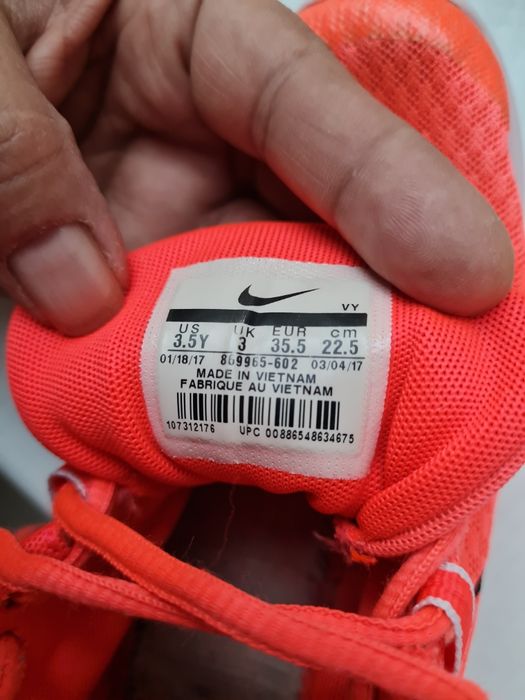 VY
US UK EUR cm
3.5Y 3 35.5 22.5
01/18/17 869965-602 03/04/17
MADE IN VIETNAM
FABRIQUE AU VIETNAM
107312176 UPC 00886548634675